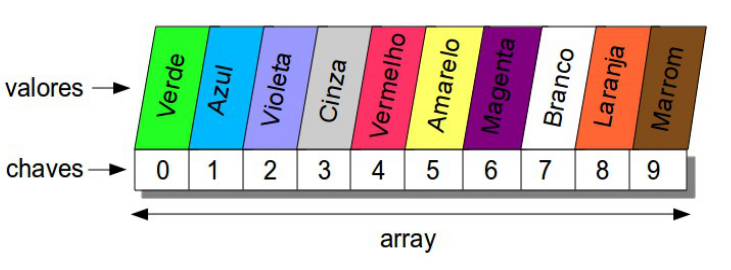 valores
Verde Azul Violeta Cinza Vermelho Amarelo Magenta Branco Laranja Marrom
chaves
0 1 2 3 4 5 6 7 8 9
array